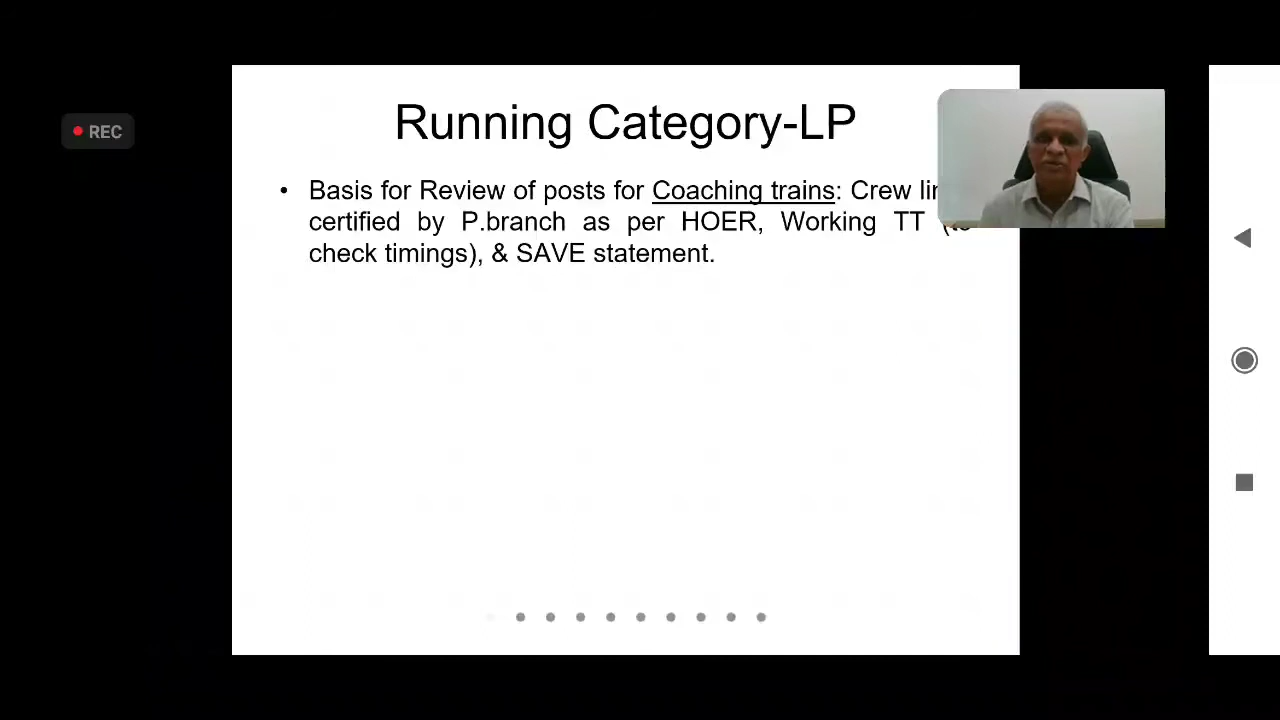 Running Category-LP
REC
• Basis for Review of posts for Coaching trains: Crew
certified by P.branch as per HOER, Working TT
check timings), & SAVE statement.